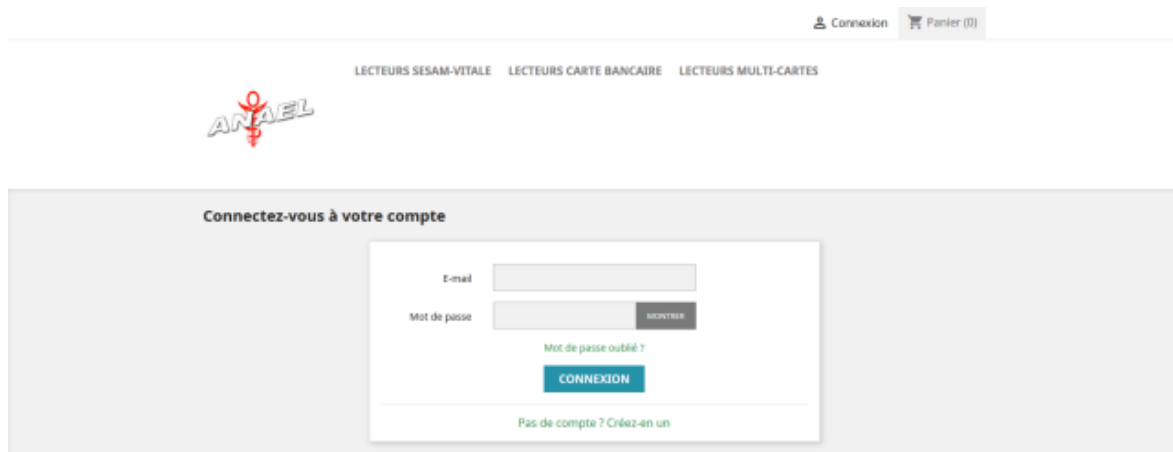 Connexion Panier (0)
LECTEURS SESAM-VITALE LECTEURS CARTE BANCAIRE LECTEURS MULTI-CARTES
ANAEL
Connectez-vous à votre compte
E-mail
Mot de passe MONTRER
Mot de passe oublié ?
CONNEXION
Pas de compte ? Créez-en un